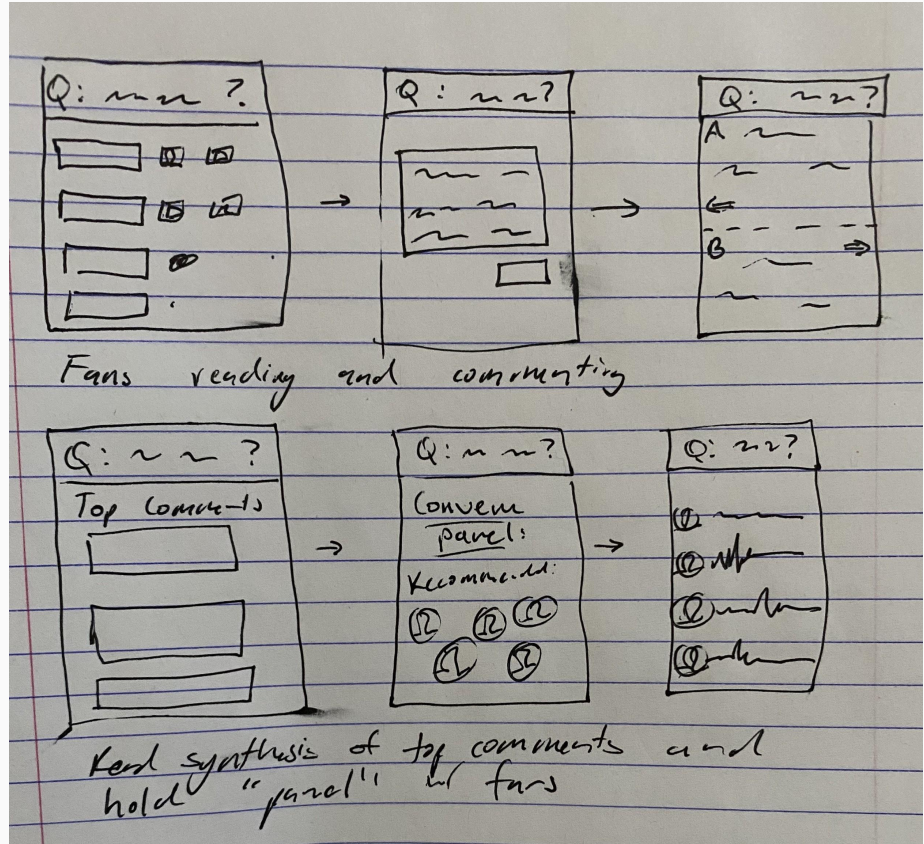 Q: ?
Q: ?
Q: ?
A
B
Fans reading and commenting
Q: ?
Top Comments
Q: ?
Convene
panel:
Recommended:
Q: ?
Read synthesis of top comments and
hold "panel" w/ fans